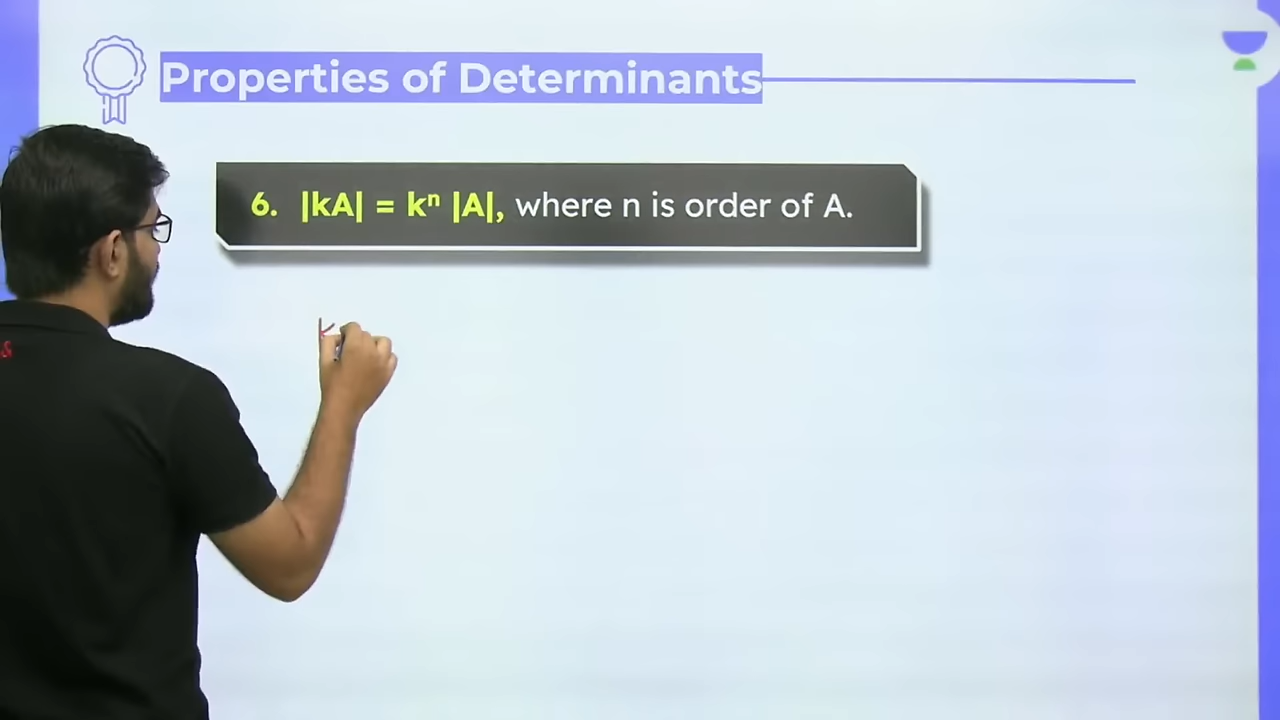 Properties of Determinants
6. |kA| = kⁿ |A|, where n is order of A.